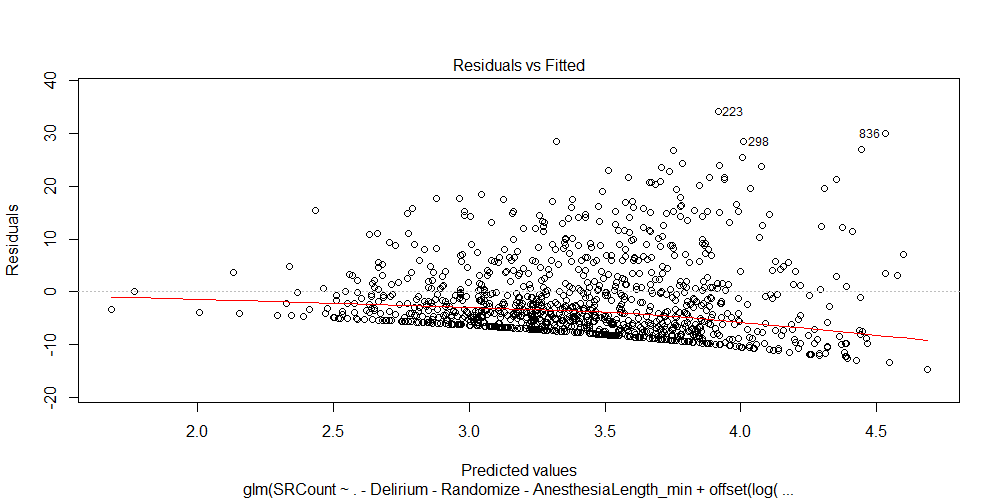 Residuals vs Fitted
40
30
20
10
0
-10
-20
Residuals
223
298
836
2.0 2.5 3.0 3.5 4.0 4.5
Predicted values
glm(SRCount ~ . - Delirium - Randomize - AnesthesiaLength_min + offset(log( ...